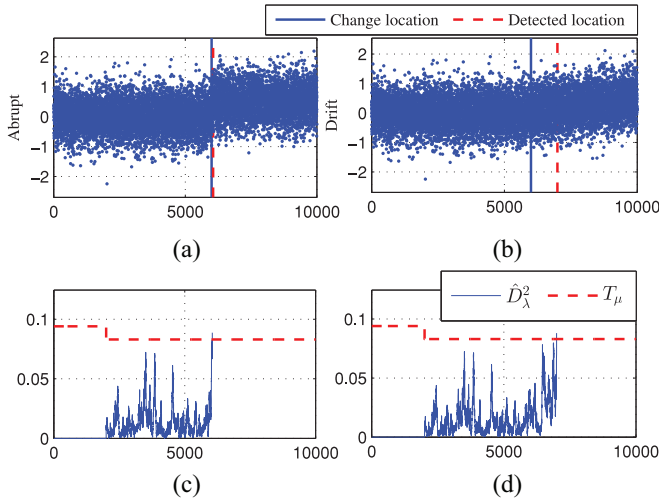 Change location Detected location
Abrupt
2
1
0
−1
−2
0 5000 10000
(a)
Drift
2
1
0
−1
−2
0 5000 10000
(b)
0.1
0.05
0
0 5000 10000
(c)
D̂²_λ T_μ
0.1
0.05
0
0 5000 10000
(d)